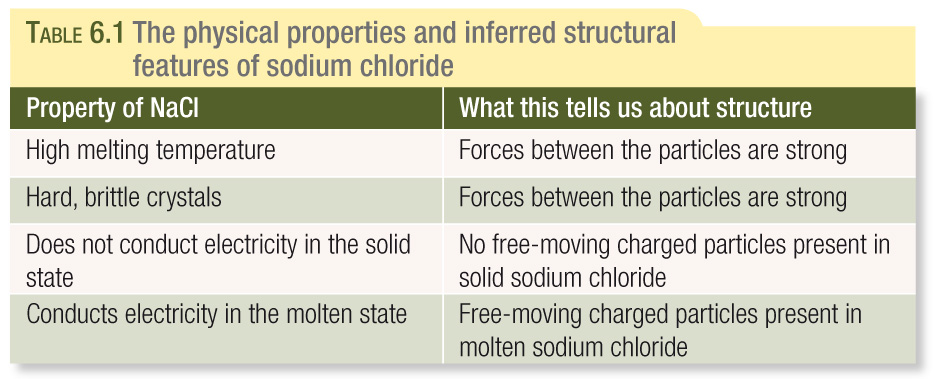 TABLE 6.1 The physical properties and inferred structural
features of sodium chloride
Property of NaCl
What this tells us about structure
High melting temperature
Forces between the particles are strong
Hard, brittle crystals
Forces between the particles are strong
Does not conduct electricity in the solid
state
No free-moving charged particles present in
solid sodium chloride
Conducts electricity in the molten state
Free-moving charged particles present in
molten sodium chloride